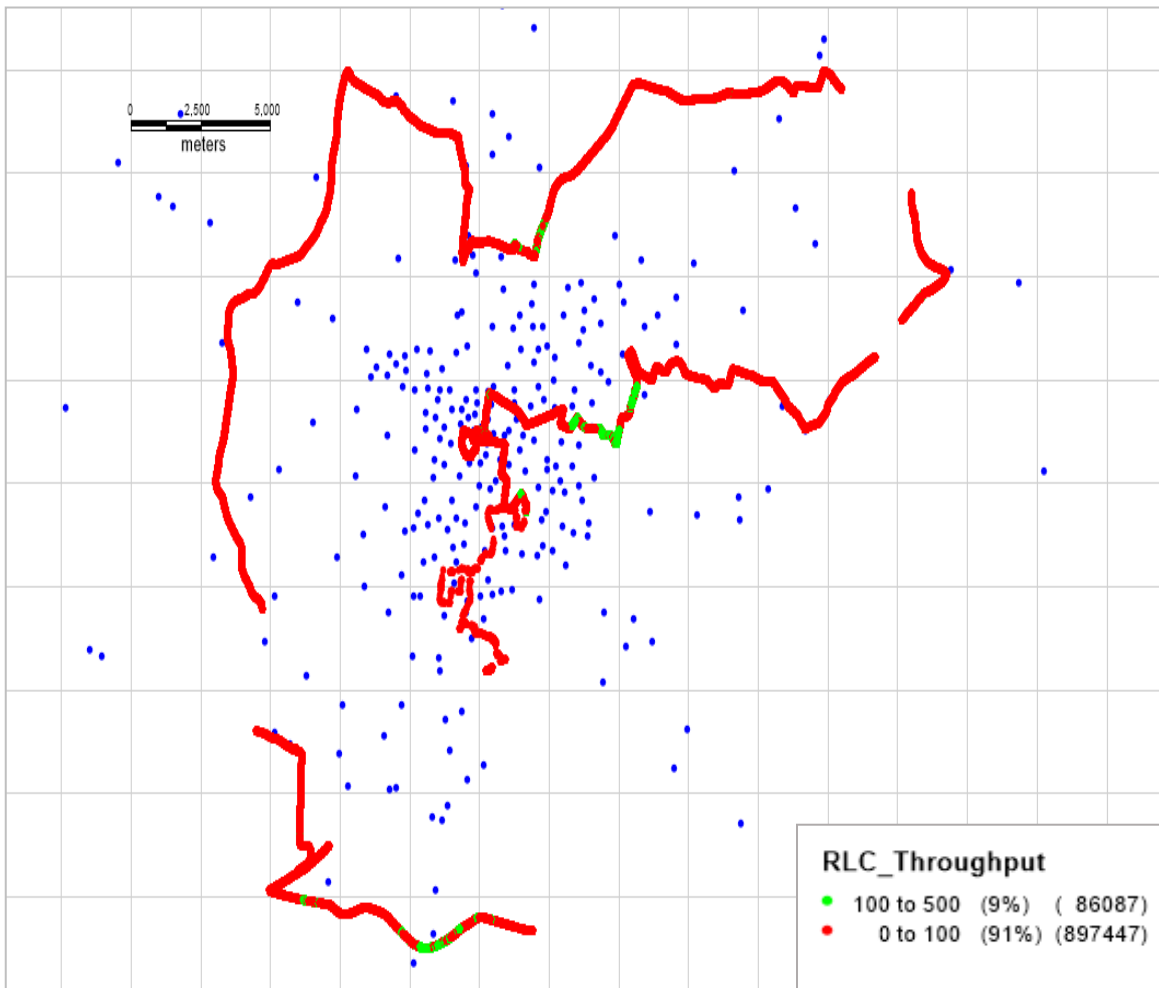 0 2,500 5,000
meters
RLC_Throughput
100 to 500 (9%) ( 86087)
0 to 100 (91%) (897447)